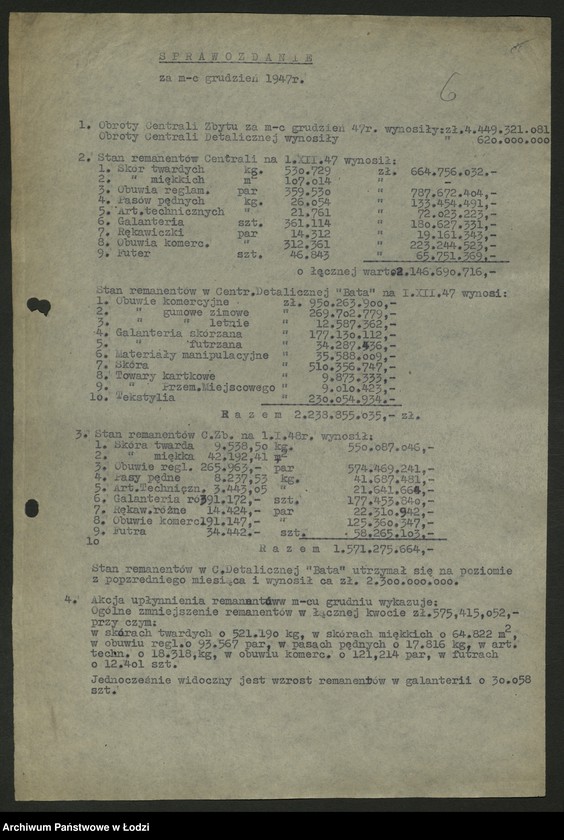 SPRAWOZDANIE
6
za m-c grudzień 1947r.
1. Obroty Centrali Zbytu za m-c grudzień 47r. wynosiły:zł.4.449.321.081
Obroty Centrali Detalicznej wynosiły " 620.000.000
2. Stan remanentów Centrali na 1.XII.47 wynosił:
1. Skór twardych kg. 530.729 zł. 664.756.032.-
2. " miękkich m² 107.014 " -
3. Obuwia reglam. par 359.530 " 787.672.404,-
4. Pasów pędnych kg. 26.054 " 133.454.491,-
5. Art.technicznych " 21.761 " 72.023.223,-
6. Galanteria szt. 361.114 " 180.627.331,-
7. Rękawiczki par 14.312 " 19.161.343,-
8. Obuwia komerc. " 312.361 " 223.244.523,-
9. Futer szt. 46.843 " 65.751.369,-
o łącznej wartc2.146.690.716,-
Stan remanentów w Centr.Detalicznej "Bata" na I.XII.47 wynosi:
1. Obuwie komercyjne zł. 950.263.900,-
2. " gumowe zimowe " 269.702.779,-
3. " " letnie " 12.587.362,-
4. Galanteria skórzana " 177.130.112,-
5. " futrzana " 34.287.436,-
6. Materiały manipulacyjne " 35.588.009,-
7. Skóra " 510.356.747,-
8. Towary kartkowe " 9.873.333,-
9. " Przem.Miejscowego " 9.010.423,-
10. Tekstylia " 230.054.934.-
Razem 2.238.855.035,- zł.
3. Stan remanentów C.Zb. na 1.I.48r. wynosił:
1. Skóra twarda 9.538,50 kg. 550.087.046,-
2. " miękka 42.192,41 m²
3. Obuwie regl. 265.963,- par 574.469.241,-
4. Pasy pędne 8.237,53 kg. 41.687.481,-
5. Art.Techniczn. 3.443,05 " 21.641.664,-
6. Galanteria ró391.172,- szt. 177.453.840,-
7. Rękaw.różne 14.424,- par 22.310.942,-
8. Obuwie komerc191.147,- " 125.360.347,-
9. Futra 34.442.- szt. 58.265.103,-
10
Razem 1.571.275.664,-
Stan remanentów w C.Detalicznej "Bata" utrzymał się na poziomie
z popzredniego miesiąca i wynosił ca zł. 2.300.000.000.
4. Akcja upłynnienia remanentów m-cu grudniu wykazuje:
Ogólne zmniejszenie remanentów w łącznej kwocie zł.575,415,052,-
przy czym:
w skórach twardych o 521.190 kg, w skórach miękkich o 64.822 m²,
w obuwiu regl.o 93.567 par, w pasach pędnych o 17.816 kg, w art.
techn. o 18.318,kg, w obuwiu komerc. o 121,214 par, w futrach
o 12.401 szt.
Jednocześnie widoczny jest wzrost remanentów w galanterii o 30.058
szt.
Archiwum Państwowe w Łodzi